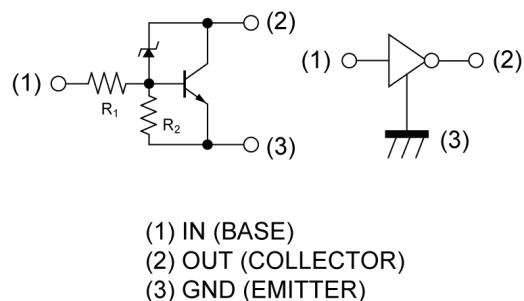 (2)
(1)
R₁
R₂
(3)
(1)
(2)
(3)
(1) IN (BASE)
(2) OUT (COLLECTOR)
(3) GND (EMITTER)